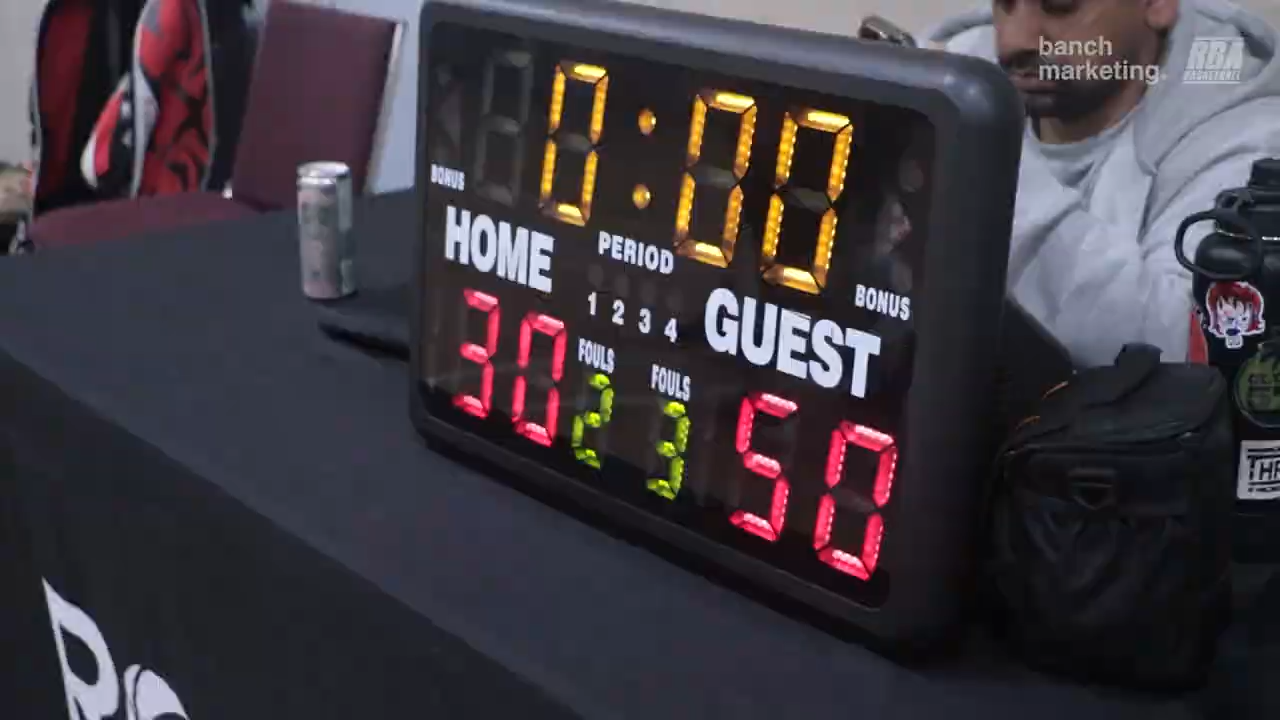 banch
marketing.
RBA
BASKETBALL
0:00
BONUS
HOME
PERIOD
1 2 3 4
GUEST
BONUS
30
FOULS
2
FOULS
3
50